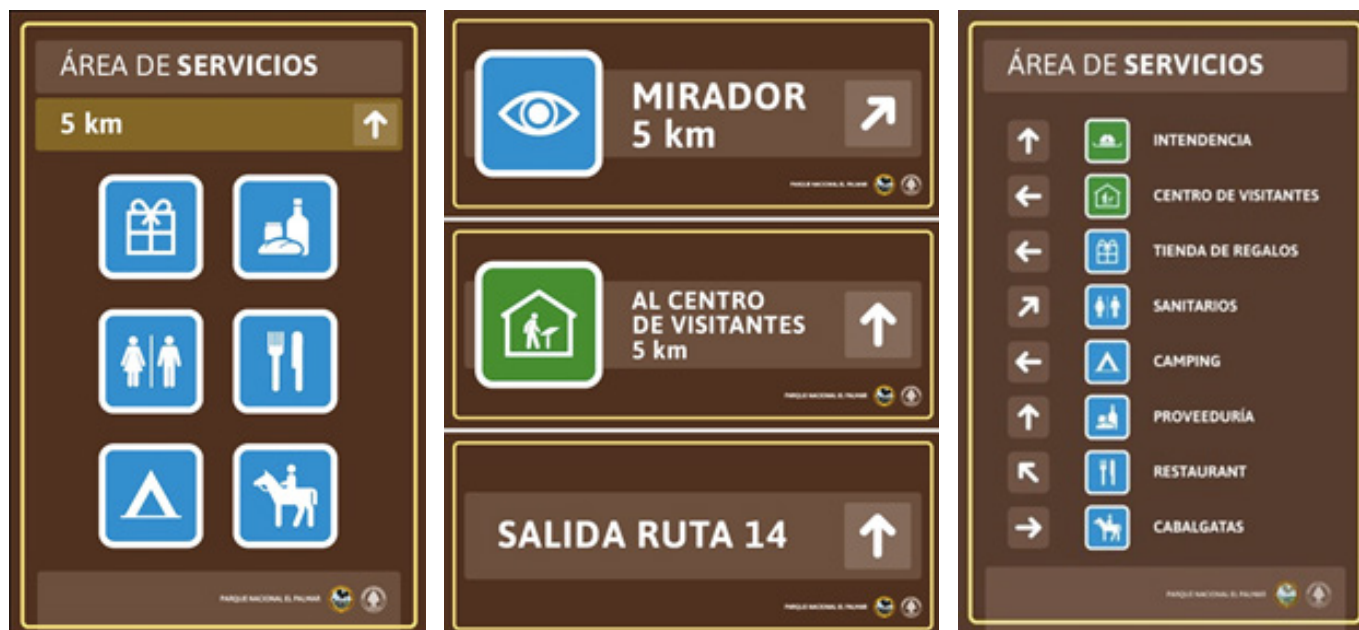 ÁREA DE SERVICIOS
5 km
PARQUE NACIONAL EL PALMAR
MIRADOR
5 km
PARQUE NACIONAL EL PALMAR
AL CENTRO
DE VISITANTES
5 km
PARQUE NACIONAL EL PALMAR
SALIDA RUTA 14
PARQUE NACIONAL EL PALMAR
ÁREA DE SERVICIOS
INTENDENCIA
CENTRO DE VISITANTES
TIENDA DE REGALOS
SANITARIOS
CAMPING
PROVEEDURÍA
RESTAURANT
CABALGATAS
PARQUE NACIONAL EL PALMAR